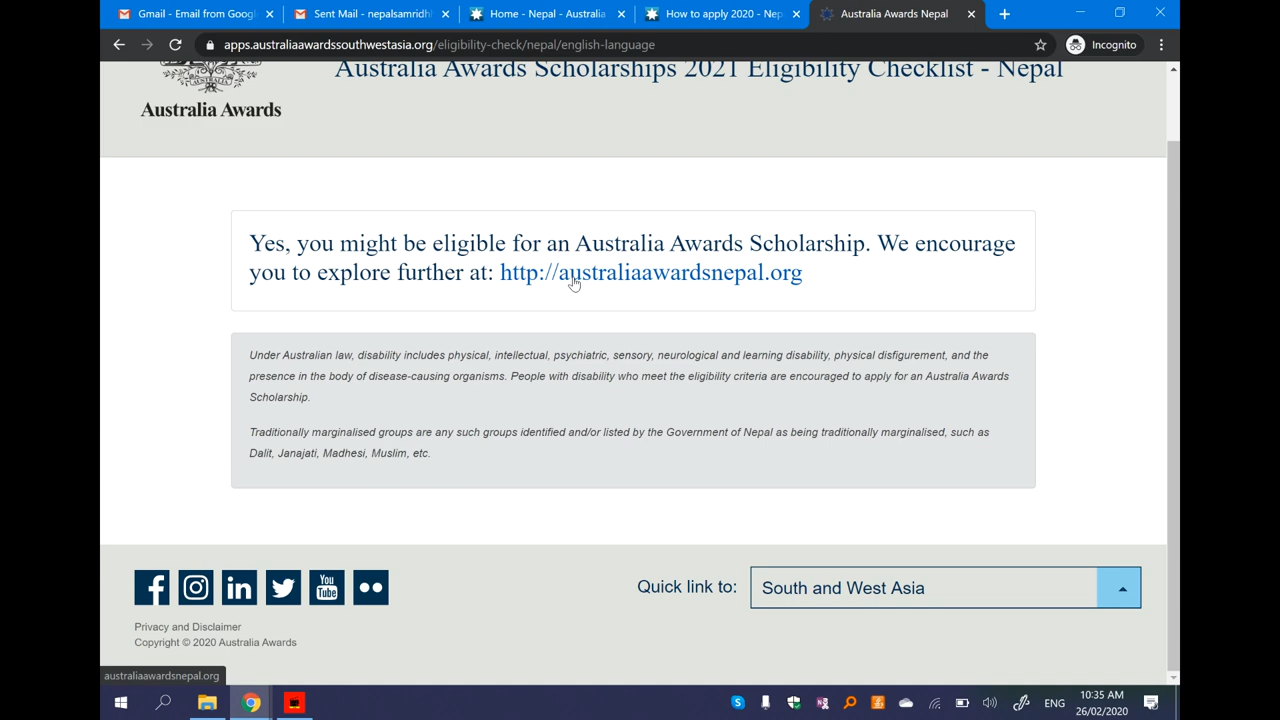 Gmail - Email from Goog
Sent Mail - nepalsamridh
Home - Nepal - Australia
How to apply 2020 - Nep
Australia Awards Nepal
apps.australiaawardssouthwestasia.org/eligibility-check/nepal/english-language
Incognito
Australia Awards Scholarships 2021 Eligibility Checklist - Nepal
Australia Awards
Yes, you might be eligible for an Australia Awards Scholarship. We encourage
you to explore further at: http://australiaawardsnepal.org
Under Australian law, disability includes physical, intellectual, psychiatric, sensory, neurological and learning disability, physical disfigurement, and the
presence in the body of disease-causing organisms. People with disability who meet the eligibility criteria are encouraged to apply for an Australia Awards
Scholarship.
Traditionally marginalised groups are any such groups identified and/or listed by the Government of Nepal as being traditionally marginalised, such as
Dalit, Janajati, Madhesi, Muslim, etc.
You
Tube
Quick link to:
South and West Asia
Privacy and Disclaimer
Copyright © 2020 Australia Awards
australiaawardsnepal.org
ENG
10:35 AM
26/02/2020